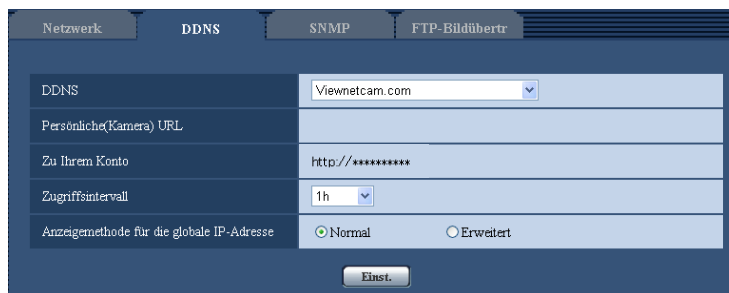 Netzwerk DDNS SNMP FTP-Bildübertr
DDNS Viewnetcam.com
Persönliche(Kamera) URL
Zu Ihrem Konto http://**********
Zugriffsintervall 1h
Anzeigemethode für die globale IP-Adresse Normal Erweitert
Einst.